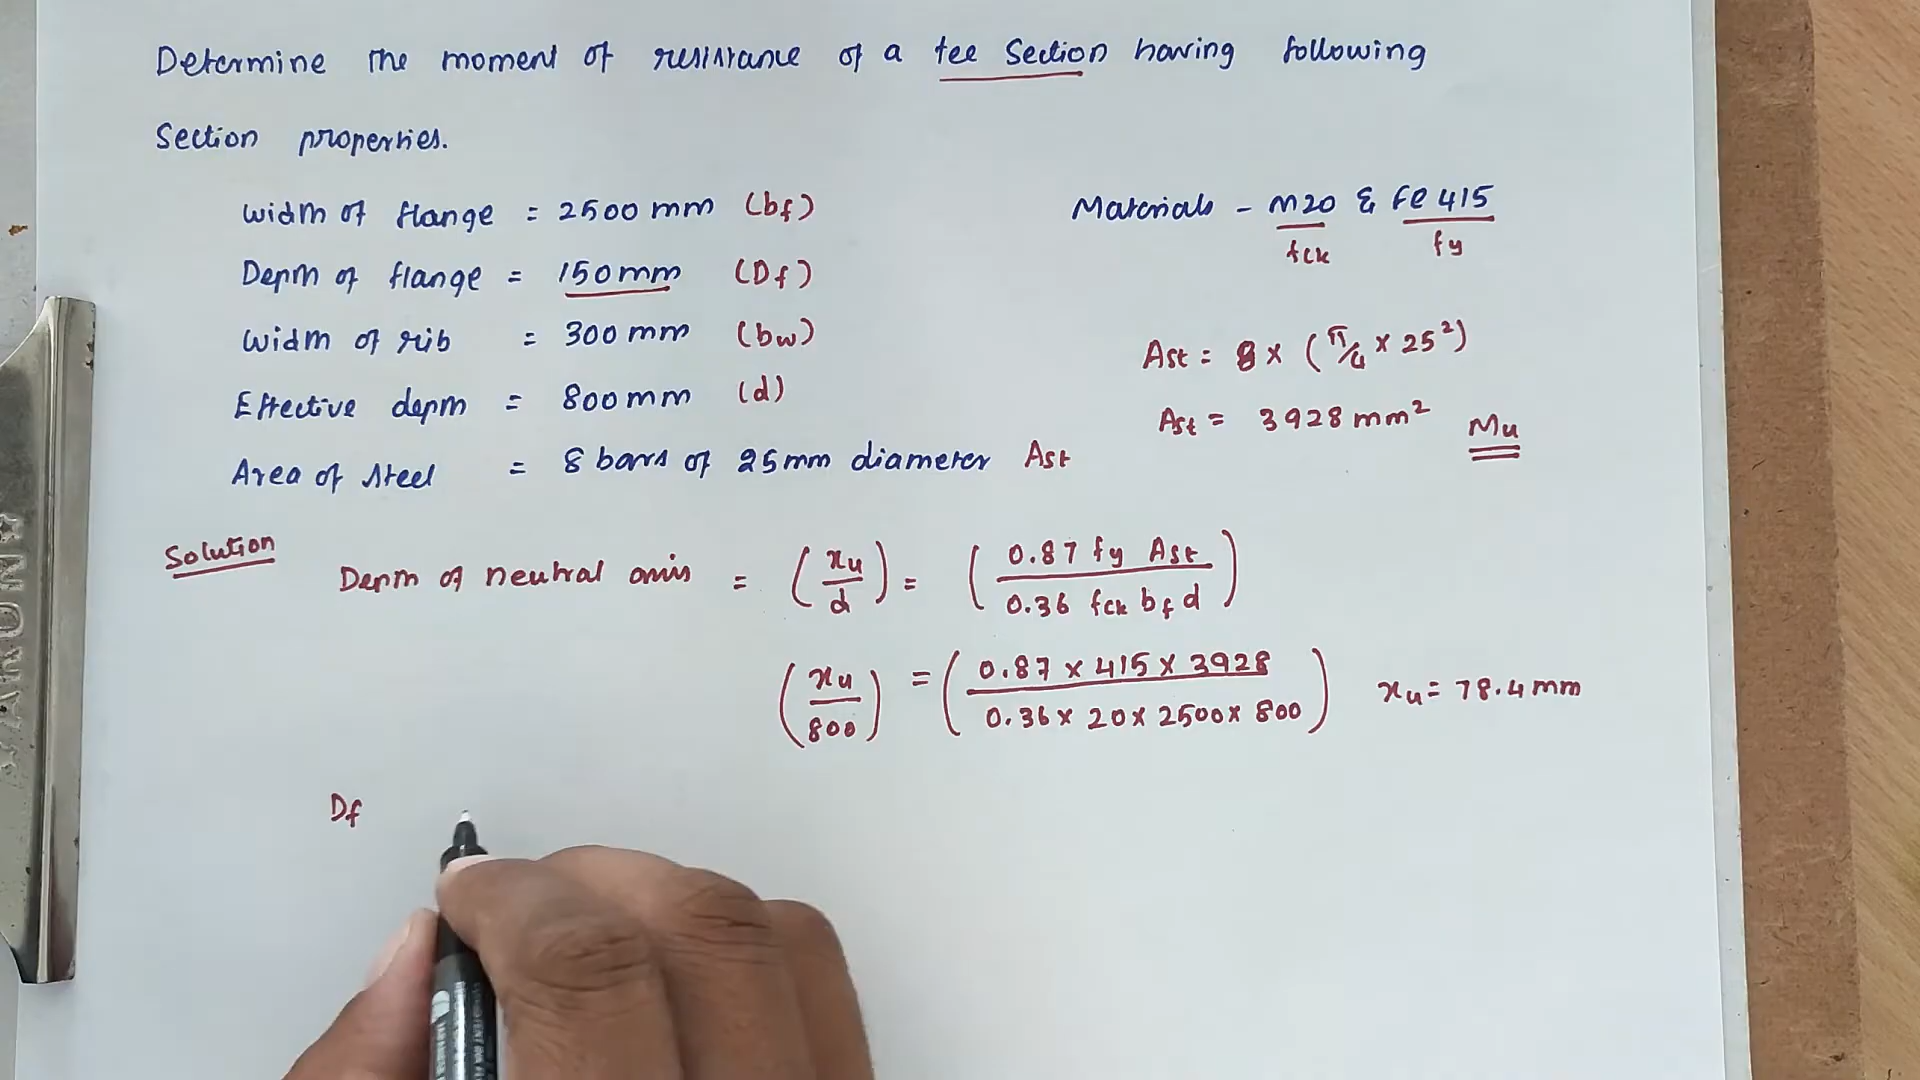 Determine the moment of resistance of a tee section having following
section properties.
width of flange = 2500 mm (bf)
Depth of flange = 150mm (Df)
width of rib = 300 mm (bw)
Effective depth = 800mm (d)
Area of steel = 8 bars of 25mm diameter Ast
Materials - M20 & fe 415
fck fy
Ast = 8 x (π/4 x 25²)
Ast = 3928 mm²
Mu
Solution
Depth of neutral axis = (xu/d) = (0.87 fy Ast / 0.36 fck bf d)
(xu/800) = (0.87 x 415 x 3928 / 0.36 x 20 x 2500 x 800) xu = 78.4mm
Df